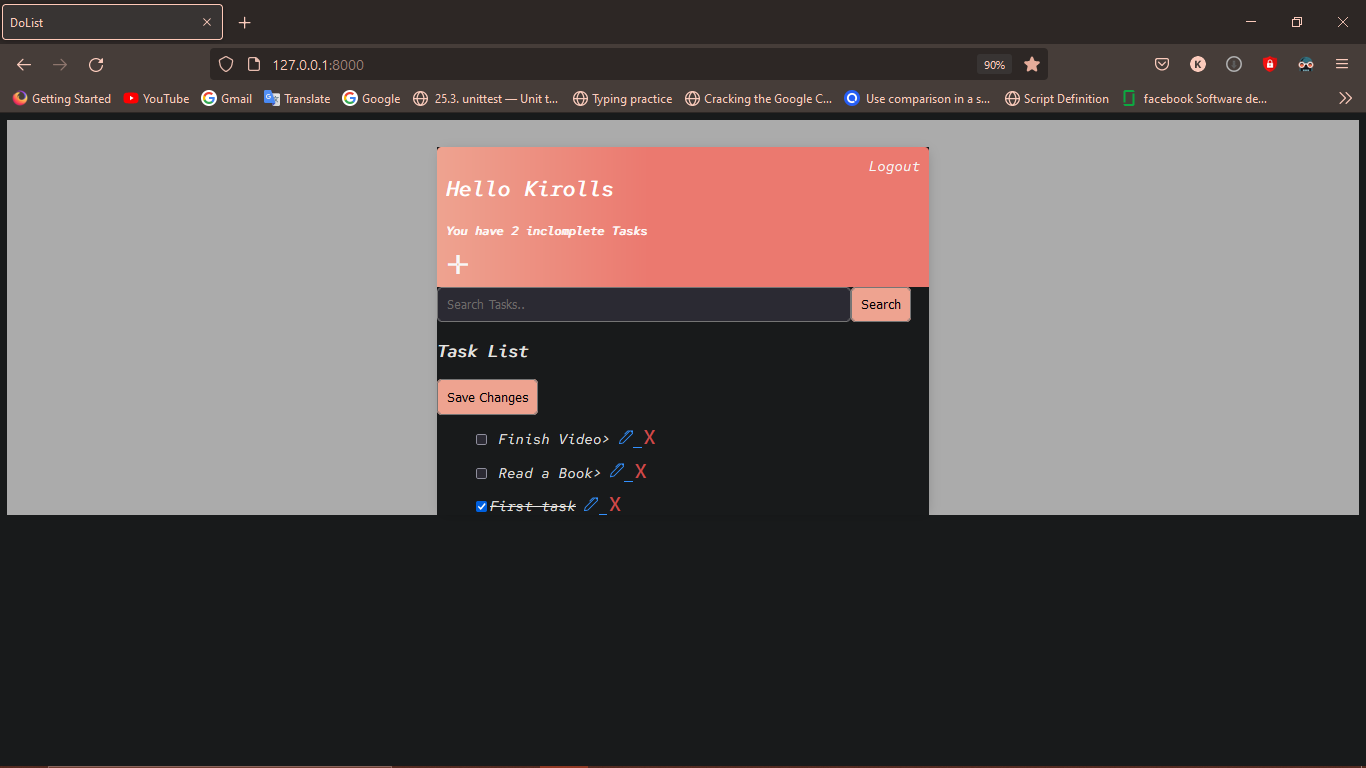 DoList
127.0.0.1:8000
90%
Getting Started YouTube Gmail Translate Google 25.3. unittest — Unit t... Typing practice Cracking the Google C... Use comparison in a s... Script Definition facebook Software de...
Logout
Hello Kirolls
You have 2 inclomplete Tasks
+
Search Tasks..
Search
Task List
Save Changes
Finish Video> _X
Read a Book> _X
First task _X